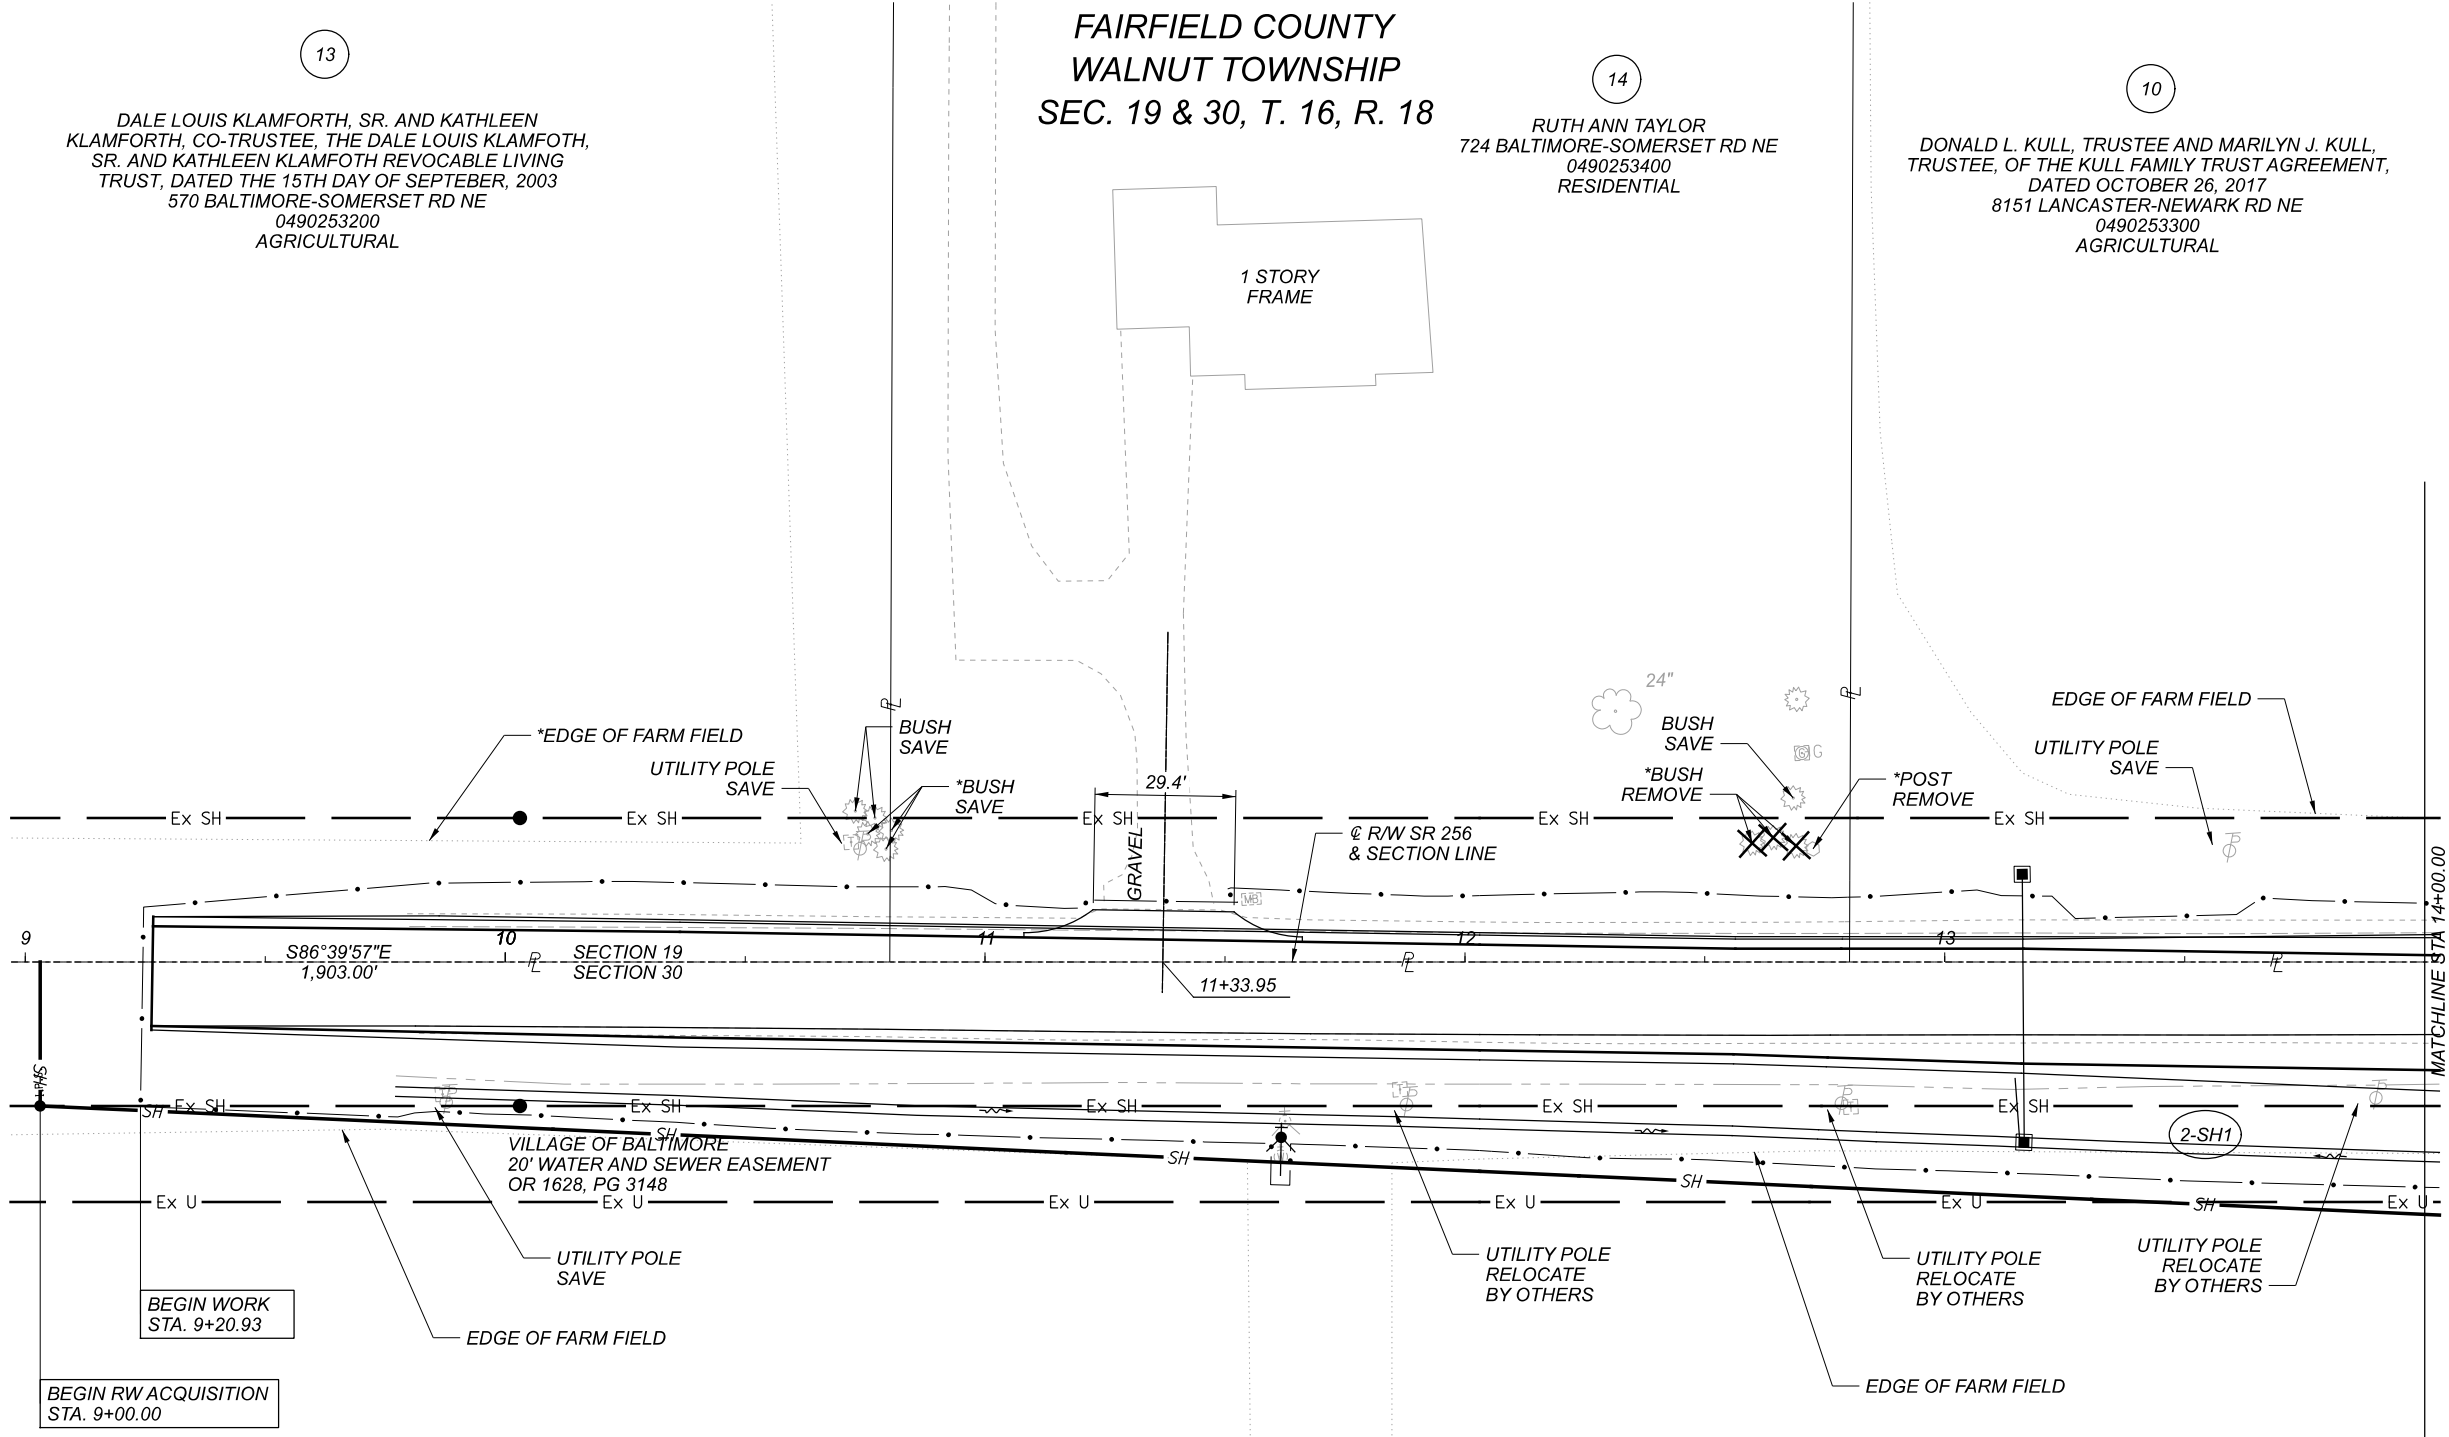 FAIRFIELD COUNTY
WALNUT TOWNSHIP
SEC. 19 & 30, T. 16, R. 18
13
DALE LOUIS KLAMFORTH, SR. AND KATHLEEN
KLAMFORTH, CO-TRUSTEE, THE DALE LOUIS KLAMFOTH,
SR. AND KATHLEEN KLAMFOTH REVOCABLE LIVING
TRUST, DATED THE 15TH DAY OF SEPTEBER, 2003
570 BALTIMORE-SOMERSET RD NE
0490253200
AGRICULTURAL
14
RUTH ANN TAYLOR
724 BALTIMORE-SOMERSET RD NE
0490253400
RESIDENTIAL
10
DONALD L. KULL, TRUSTEE AND MARILYN J. KULL,
TRUSTEE, OF THE KULL FAMILY TRUST AGREEMENT,
DATED OCTOBER 26, 2017
8151 LANCASTER-NEWARK RD NE
0490253300
AGRICULTURAL
1 STORY
FRAME
24"
PL
PL
*EDGE OF FARM FIELD
BUSH
SAVE
UTILITY POLE
SAVE
*BUSH
SAVE
29.4'
GRAVEL
BUSH
SAVE
G
G
*BUSH
REMOVE
*POST
REMOVE
EDGE OF FARM FIELD
UTILITY POLE
SAVE
Ex SH
Ex SH
Ex SH
Ex SH
Ex SH
T
P
℄ R/W SR 256
& SECTION LINE
MB
MATCHLINE STA 14+00.00
9
10
11
12
13
S86°39'57"E
1,903.00'
PL
SECTION 19
SECTION 30
PL
PL
11+33.95
SH
SH
Ex SH
Ex SH
Ex SH
Ex SH
Ex SH
T
P
T
P
P
T
P
SH
SH
SH
SH
2-SH1
VILLAGE OF BALTIMORE
20' WATER AND SEWER EASEMENT
OR 1628, PG 3148
Ex U
Ex U
Ex U
Ex U
Ex U
Ex U
UTILITY POLE
SAVE
UTILITY POLE
RELOCATE
BY OTHERS
UTILITY POLE
RELOCATE
BY OTHERS
UTILITY POLE
RELOCATE
BY OTHERS
BEGIN WORK
STA. 9+20.93
EDGE OF FARM FIELD
EDGE OF FARM FIELD
BEGIN RW ACQUISITION
STA. 9+00.00